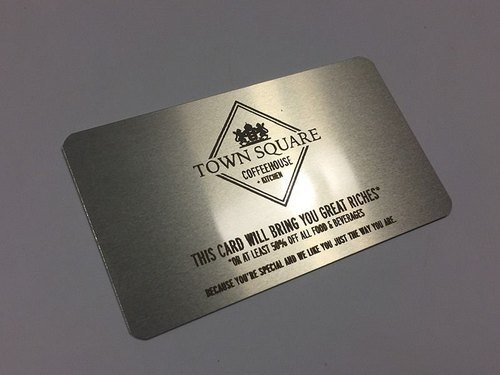 TOWN SQUARE
COFFEEHOUSE
+ KITCHEN
THIS CARD WILL BRING YOU GREAT RICHES*
*OR AT LEAST 50% OFF ALL FOOD & BEVERAGES
BECAUSE YOU'RE SPECIAL AND WE LIKE YOU JUST THE WAY YOU ARE.